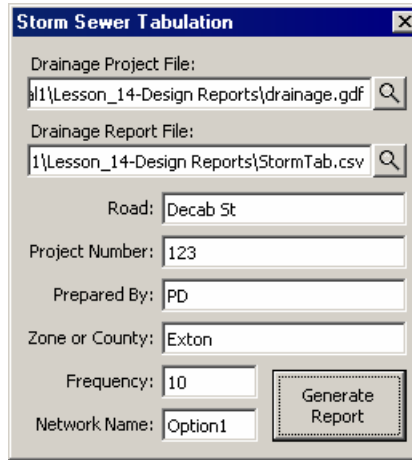 Storm Sewer Tabulation
Drainage Project File:
al1\Lesson_14-Design Reports\drainage.gdf
Drainage Report File:
1\Lesson_14-Design Reports\StormTab.csv
Road: Decab St
Project Number: 123
Prepared By: PD
Zone or County: Exton
Frequency: 10
Network Name: Option1
Generate
Report